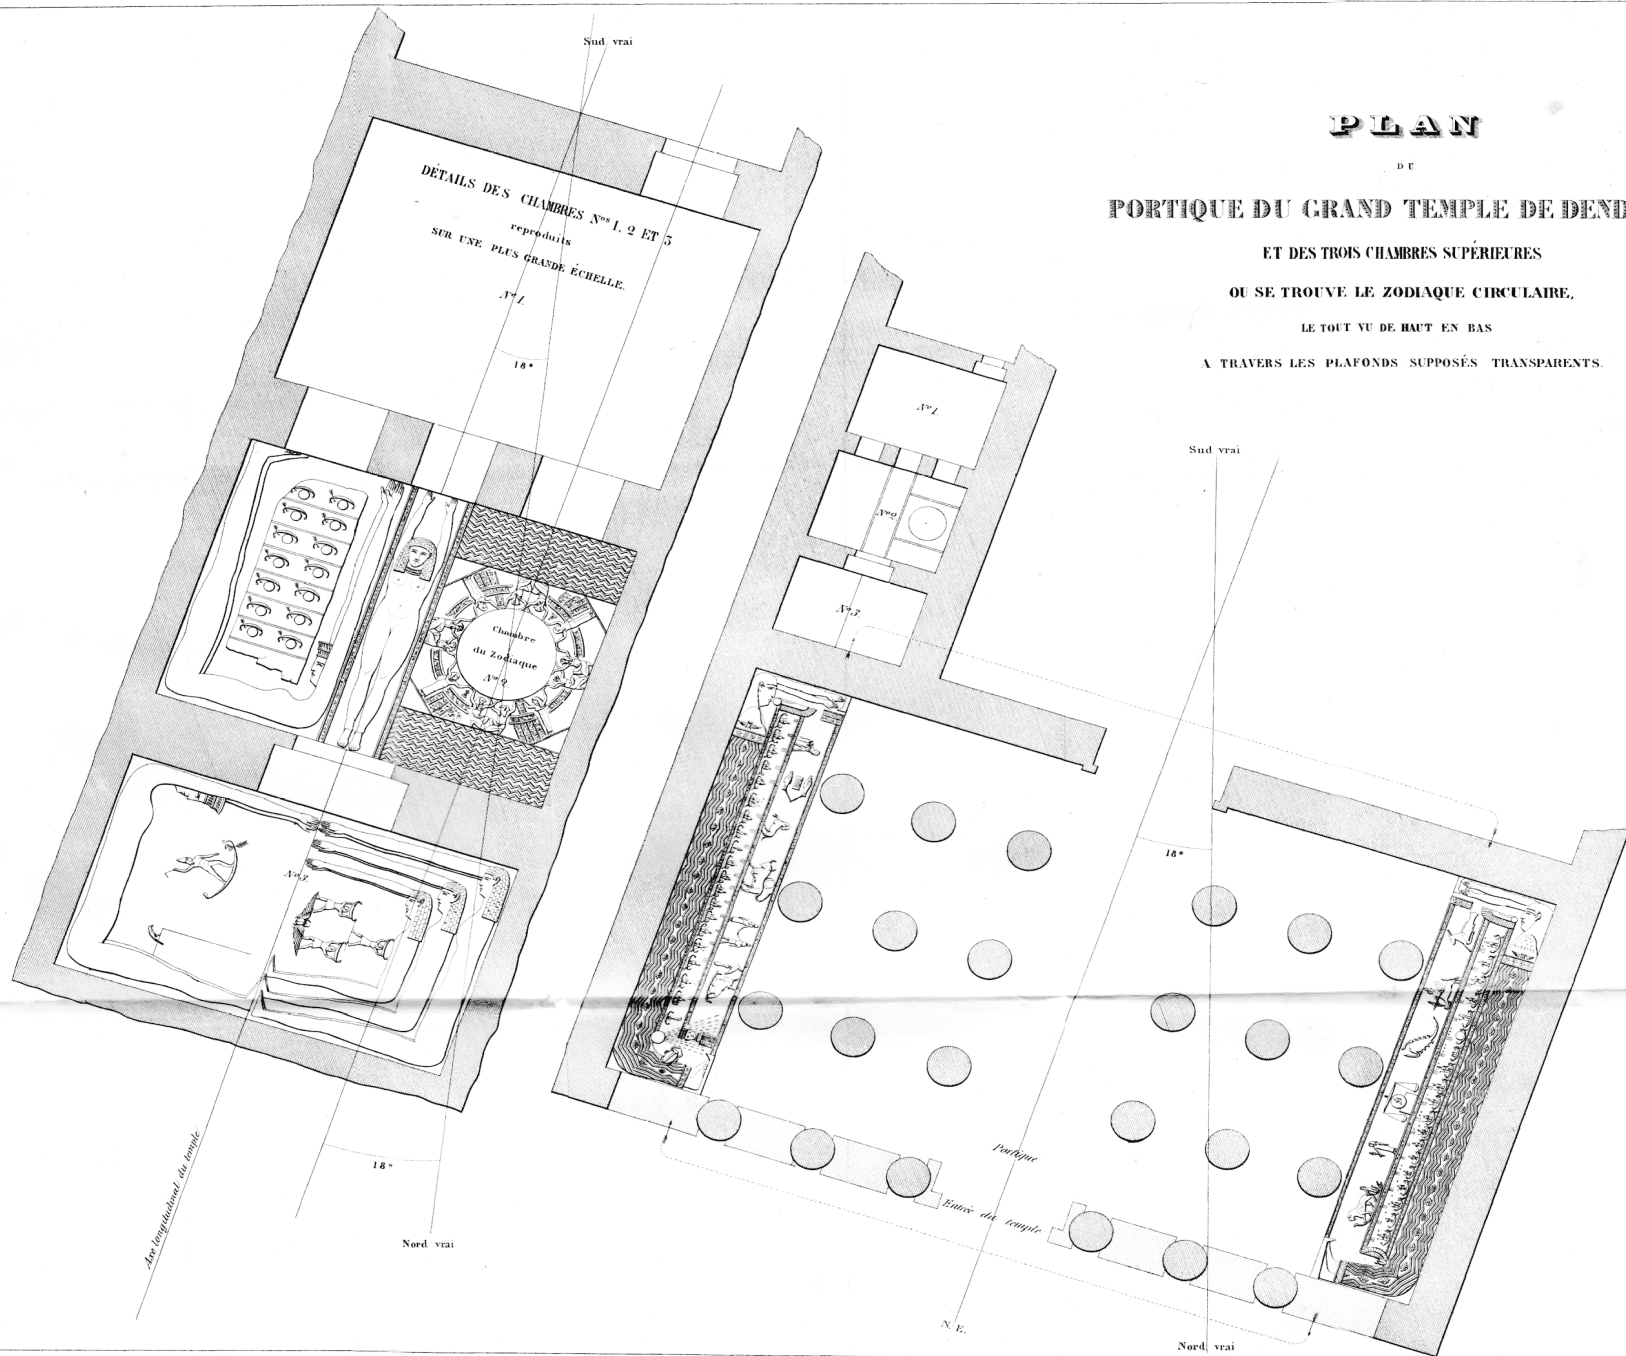 PLAN
DU
PORTIQUE DU GRAND TEMPLE DE DEND
ET DES TROIS CHAMBRES SUPÉRIEURES
OU SE TROUVE LE ZODIAQUE CIRCULAIRE,
LE TOUT VU DE HAUT EN BAS
A TRAVERS LES PLAFONDS SUPPOSÉS TRANSPARENTS.
Sud vrai
DÉTAILS DES CHAMBRES Nos 1, 2 ET 3
reproduits
SUR UNE PLUS GRANDE ÉCHELLE.
No 1.
18°
Chambre
du Zodiaque
No 2.
No 3.
Axe longitudinal du temple
18°
Nord vrai
No 1.
No 2.
No 3.
Sud vrai
18°
Portique
Entrée du temple
N. E.
Nord vrai